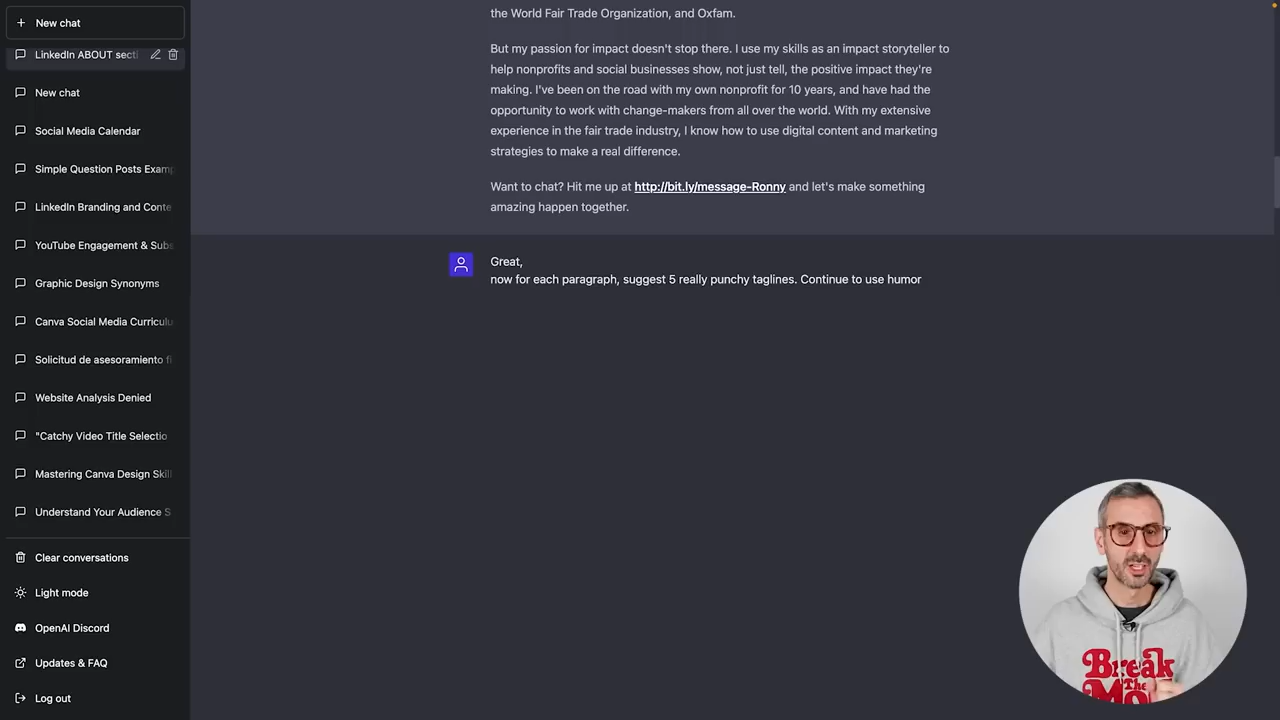 New chat
LinkedIn ABOUT secti
New chat
Social Media Calendar
Simple Question Posts Examp
LinkedIn Branding and Conte
YouTube Engagement & Subs
Graphic Design Synonyms
Canva Social Media Curriculu
Solicitud de asesoramiento fi
Website Analysis Denied
"Catchy Video Title Selectio
Mastering Canva Design Skill
Understand Your Audience S
Clear conversations
Light mode
OpenAI Discord
Updates & FAQ
Log out
the World Fair Trade Organization, and Oxfam.
But my passion for impact doesn't stop there. I use my skills as an impact storyteller to
help nonprofits and social businesses show, not just tell, the positive impact they're
making. I've been on the road with my own nonprofit for 10 years, and have had the
opportunity to work with change-makers from all over the world. With my extensive
experience in the fair trade industry, I know how to use digital content and marketing
strategies to make a real difference.
Want to chat? Hit me up at http://bit.ly/message-Ronny and let's make something
amazing happen together.
Great,
now for each paragraph, suggest 5 really punchy taglines. Continue to use humor
Break
The